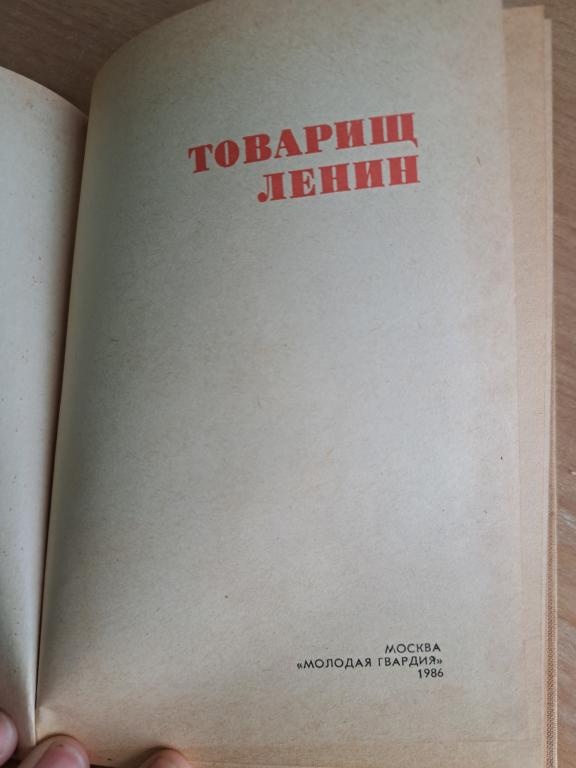 ТОВАРИЩ
ЛЕНИН
МОСКВА
«МОЛОДАЯ ГВАРДИЯ»
1986